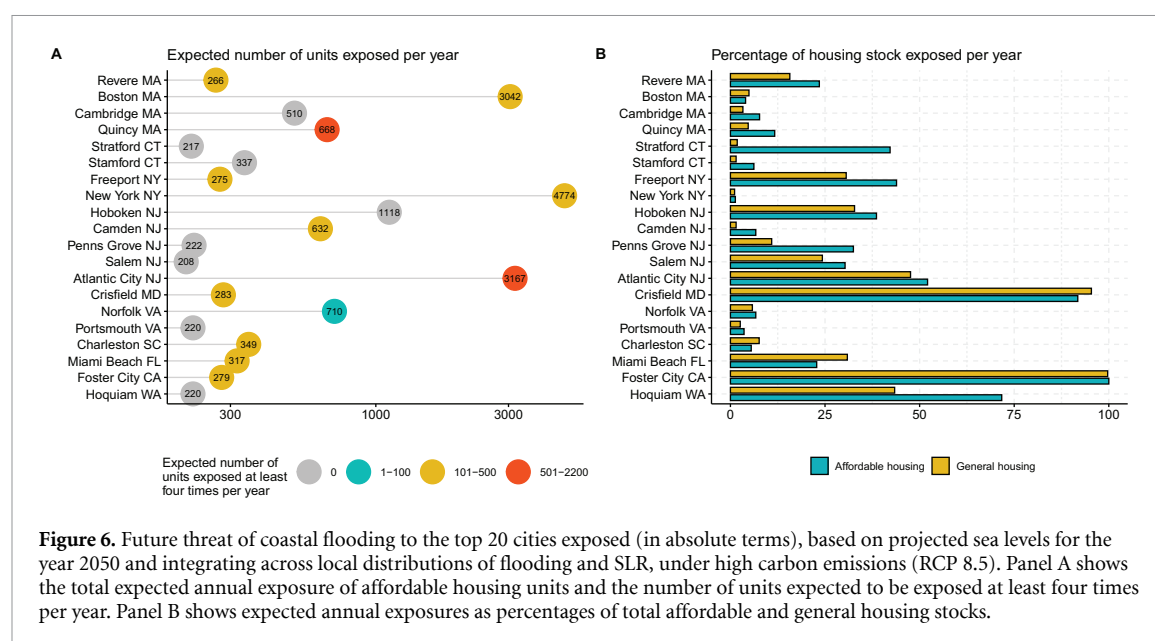 A Expected number of units exposed per year
Revere MA 266
Boston MA 3042
Cambridge MA 510
Quincy MA 668
Stratford CT 217
Stamford CT 337
Freeport NY 275
New York NY 4774
Hoboken NJ 1118
Camden NJ 632
Penns Grove NJ 222
Salem NJ 208
Atlantic City NJ 3167
Crisfield MD 283
Norfolk VA 710
Portsmouth VA 220
Charleston SC 349
Miami Beach FL 317
Foster City CA 279
Hoquiam WA 220
300 1000 3000
Expected number of
units exposed at least
four times per year
0 1−100 101−500 501−2200
B Percentage of housing stock exposed per year
Revere MA
Boston MA
Cambridge MA
Quincy MA
Stratford CT
Stamford CT
Freeport NY
New York NY
Hoboken NJ
Camden NJ
Penns Grove NJ
Salem NJ
Atlantic City NJ
Crisfield MD
Norfolk VA
Portsmouth VA
Charleston SC
Miami Beach FL
Foster City CA
Hoquiam WA
0 25 50 75 100
Affordable housing General housing
Figure 6. Future threat of coastal flooding to the top 20 cities exposed (in absolute terms), based on projected sea levels for the
year 2050 and integrating across local distributions of flooding and SLR, under high carbon emissions (RCP 8.5). Panel A shows
the total expected annual exposure of affordable housing units and the number of units expected to be exposed at least four times
per year. Panel B shows expected annual exposures as percentages of total affordable and general housing stocks.